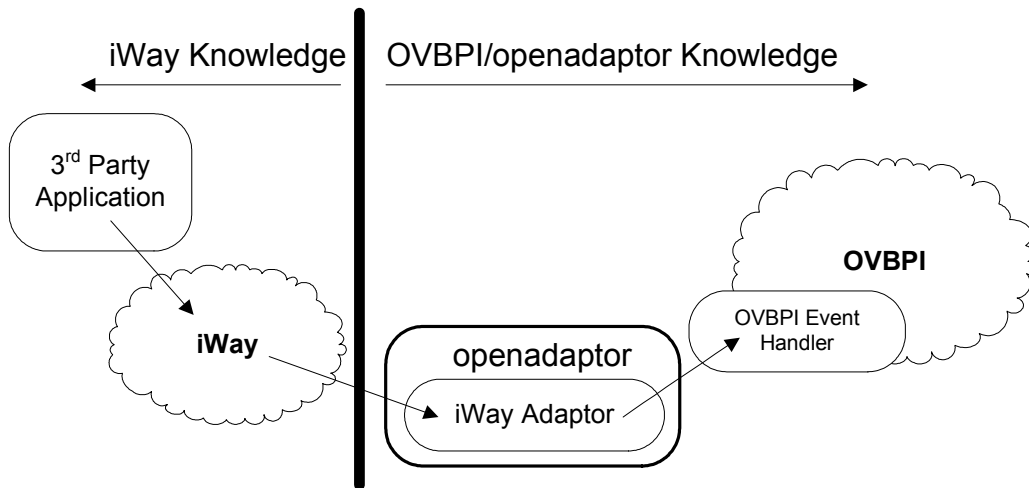 iWay Knowledge
OVBPI/openadaptor Knowledge
3rd Party
Application
iWay
openadaptor
iWay Adaptor
OVBPI
OVBPI Event
Handler